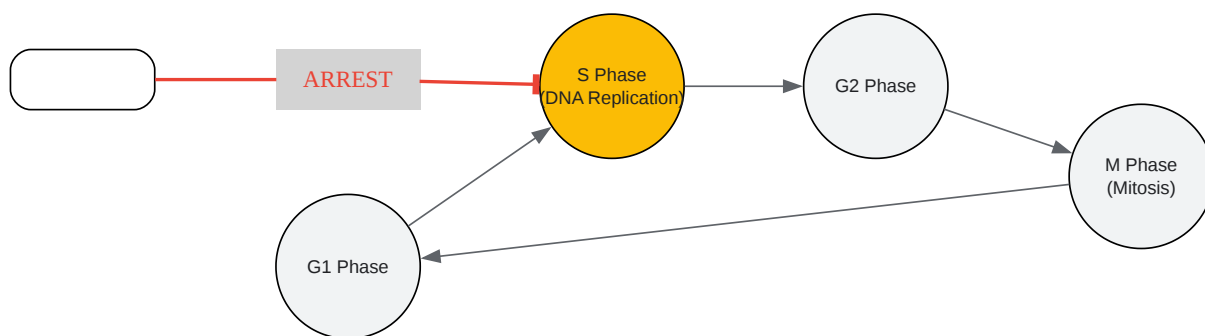 ARREST
S Phase
(DNA Replication)
G2 Phase
M Phase
(Mitosis)
G1 Phase